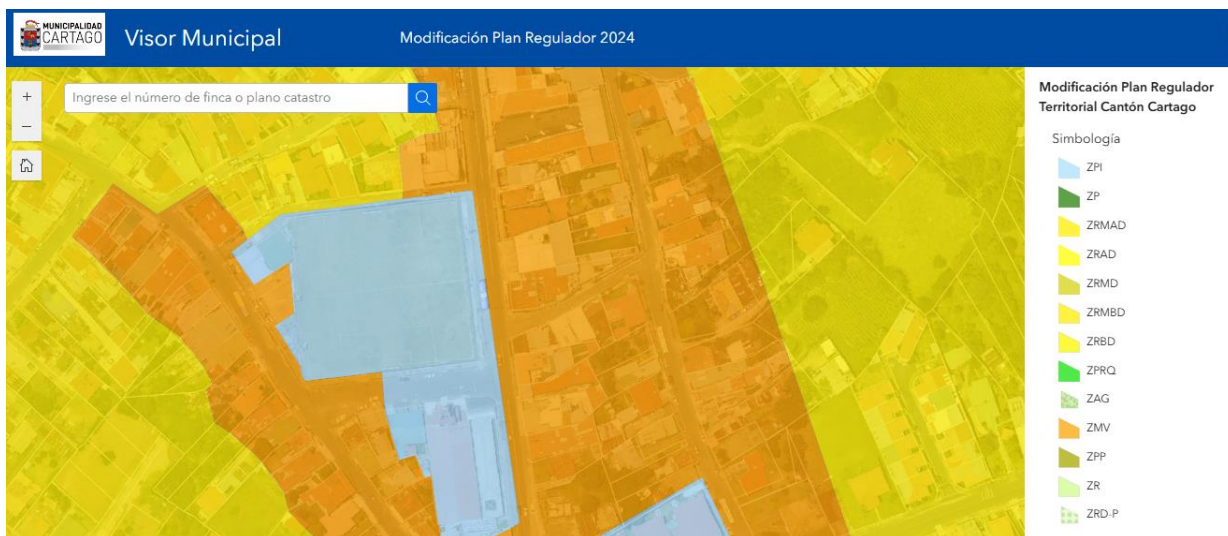 MUNICIPALIDAD
CARTAGO
Visor Municipal
Modificación Plan Regulador 2024
+
Ingrese el número de finca o plano catastro
−
Modificación Plan Regulador
Territorial Cantón Cartago
Simbología
ZPI
ZP
ZRMAD
ZRAD
ZRMD
ZRMBD
ZRBD
ZPRQ
ZAG
ZMV
ZPP
ZR
ZRD-P